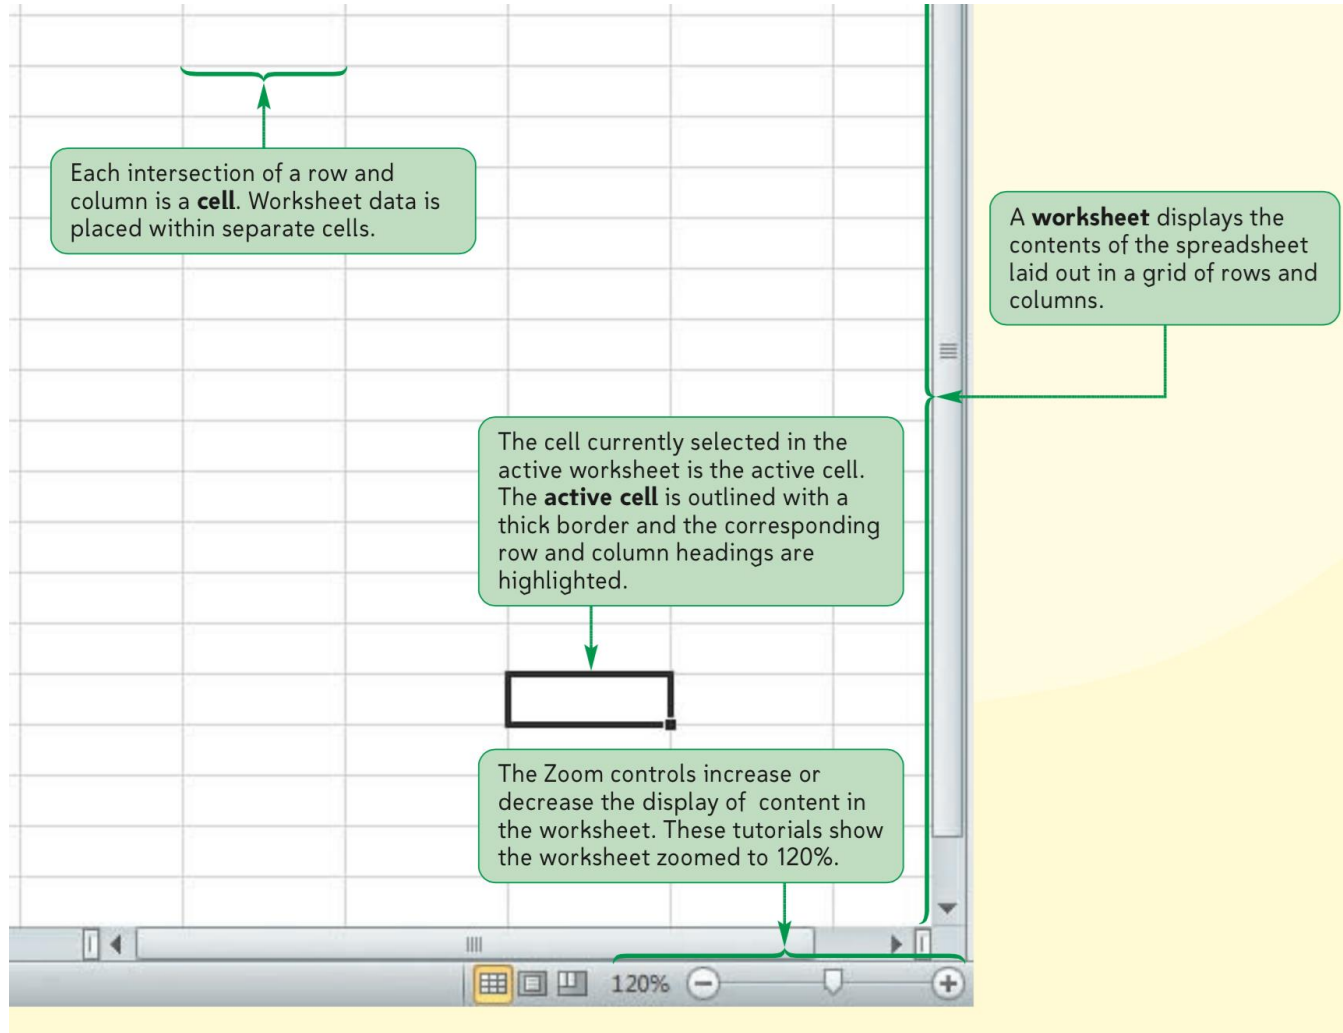 Each intersection of a row and
column is a cell. Worksheet data is
placed within separate cells.
A worksheet displays the
contents of the spreadsheet
laid out in a grid of rows and
columns.
The cell currently selected in the
active worksheet is the active cell.
The active cell is outlined with a
thick border and the corresponding
row and column headings are
highlighted.
The Zoom controls increase or
decrease the display of content in
the worksheet. These tutorials show
the worksheet zoomed to 120%.
120%